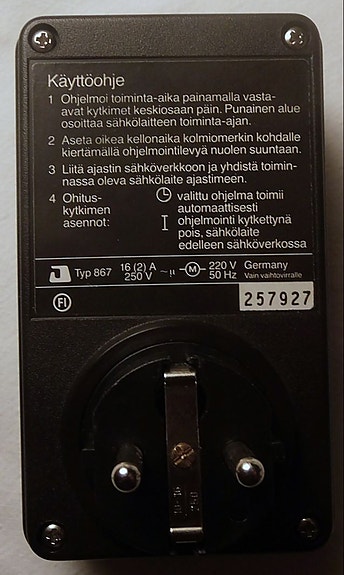 Käyttöohje
1 Ohjelmoi toiminta-aika painamalla vasta-
avat kytkimet keskiosaan päin. Punainen alue
osoittaa sähkölaitteen toiminta-ajan.
2 Aseta oikea kellonaika kolmiomerkin kohdalle
kiertämällä ohjelmointilevyä nuolen suuntaan.
3 Liitä ajastin sähköverkkoon ja yhdistä toimin-
nassa oleva sähkölaite ajastimeen.
4 Ohitus-
kytkimen
asennot:
valittu ohjelma toimii
automaattisesti
I ohjelmointi kytkettynä
pois, sähkölaite
edelleen sähköverkossa
Typ 867 16 (2) A 250 V ~ µ M 220 V 50 Hz Germany
Vain vaihtovirralle
FI
257927